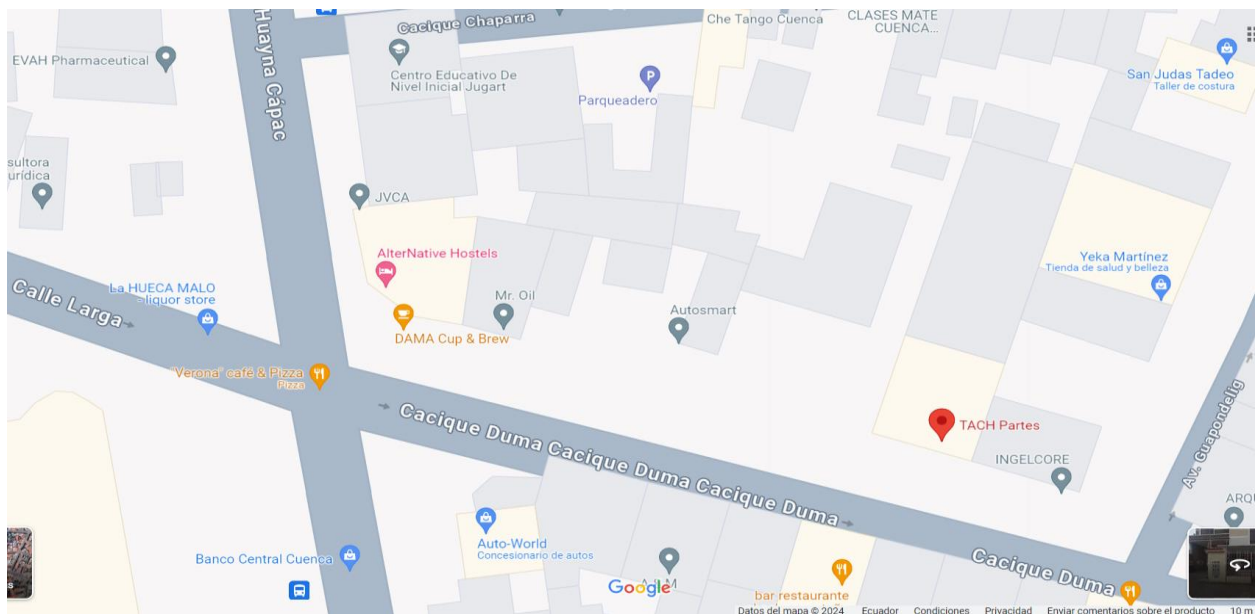 Cacique Chaparra
Che Tango Cuenca
CLASES MATE
CUENCA...
Huayna Cápac
EVAH Pharmaceutical
Centro Educativo De
Nivel Inicial Jugart
P
Parqueadero
San Judas Tadeo
Taller de costura
sultora
urídica
JVCA
AlterNative Hostels
Yeka Martínez
Tienda de salud y belleza
Calle Larga
La HUECA MALO
- liquor store
Mr. Oil
Autosmart
DAMA Cup & Brew
"Verona" café & Pizza
Pizza
Cacique Duma Cacique Duma Cacique Duma
TACH Partes
INGELCORE
Av. Guapondelig
ARQU
Auto-World
Concesionario de autos
Banco Central Cuenca
Cacique Duma
s
Google
bar restaurante
Datos del mapa © 2024 Ecuador Condiciones Privacidad Enviar comentarios sobre el producto 10 m